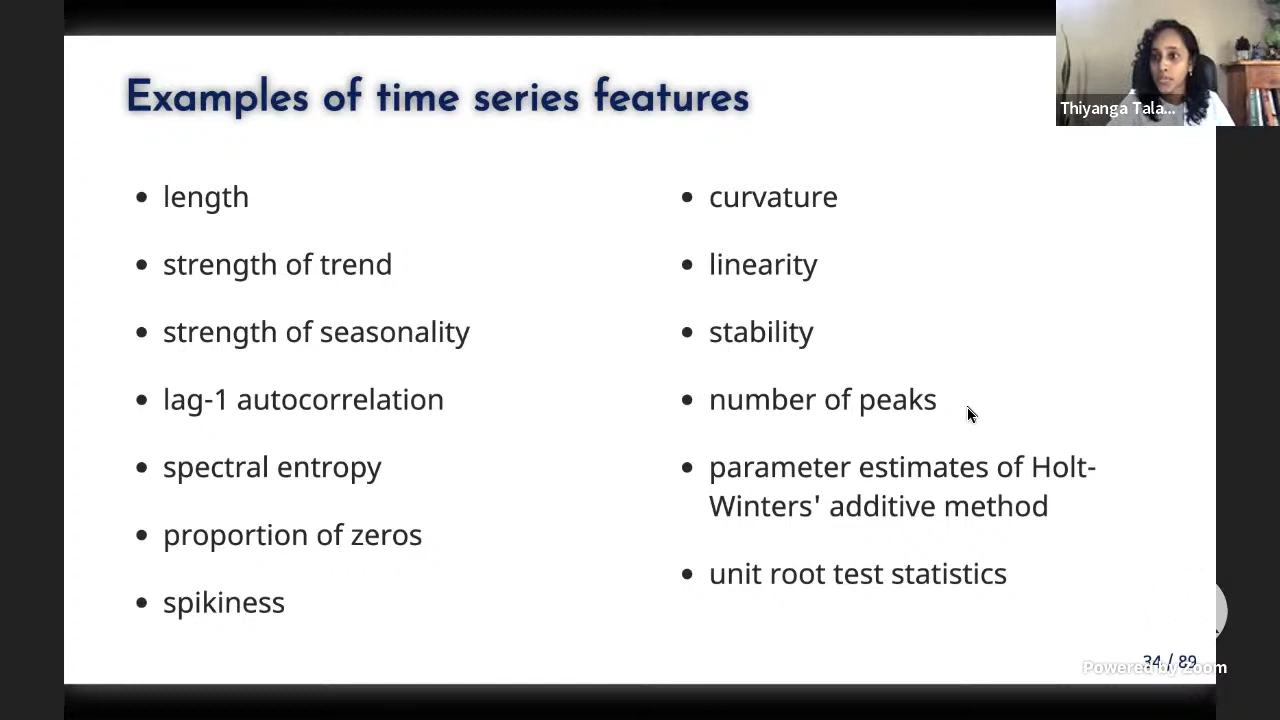 Examples of time series features
Thiyanga Tala...
length
strength of trend
strength of seasonality
lag-1 autocorrelation
spectral entropy
proportion of zeros
spikiness
curvature
linearity
stability
number of peaks
parameter estimates of Holt-
Winters' additive method
unit root test statistics
34 / 89
Powered by Zoom